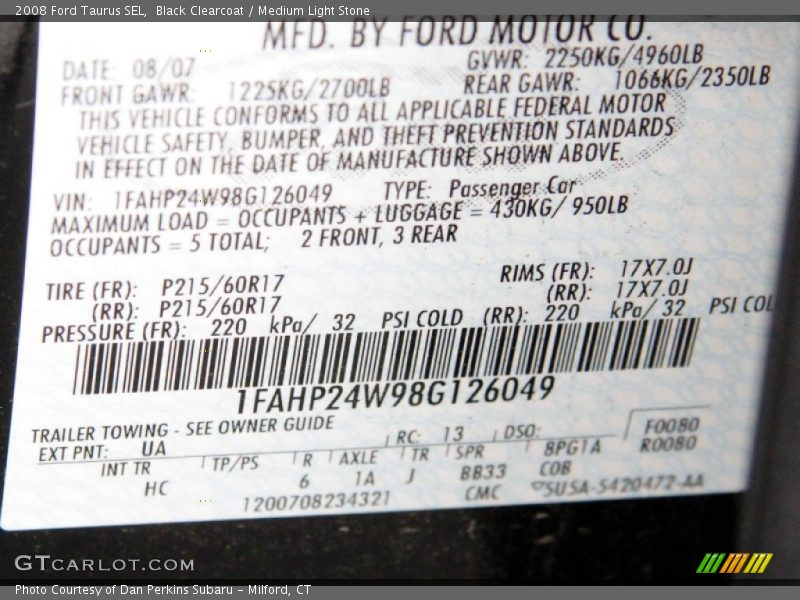 2008 Ford Taurus SEL, Black Clearcoat / Medium Light Stone
MFD. BY FORD MOTOR CO.
DATE: 08/07 GVWR: 2250KG/4960LB
FRONT GAWR: 1225KG/2700LB REAR GAWR: 1066KG/2350LB
THIS VEHICLE CONFORMS TO ALL APPLICABLE FEDERAL MOTOR
VEHICLE SAFETY, BUMPER, AND THEFT PREVENTION STANDARDS
IN EFFECT ON THE DATE OF MANUFACTURE SHOWN ABOVE.
VIN: 1FAHP24W98G126049 TYPE: Passenger Car
MAXIMUM LOAD = OCCUPANTS + LUGGAGE = 430KG/ 950LB
OCCUPANTS = 5 TOTAL; 2 FRONT, 3 REAR
TIRE (FR): P215/60R17 RIMS (FR): 17X7.0J
(RR): P215/60R17 (RR): 17X7.0J
PRESSURE (FR): 220 kPa/ 32 PSI COLD (RR): 220 kPa/ 32 PSI COL
1FAHP24W98G126049
TRAILER TOWING - SEE OWNER GUIDE
EXT PNT: UA RC: 13 DSO: F0080
INT TR TP/PS R AXLE TR SPR 8PG1A R0080
HC 6 1A J BB33 COB
1200708234321 CMC 5U5A-5420472-AA
GTCARLOT.COM
Photo Courtesy of Dan Perkins Subaru - Milford, CT